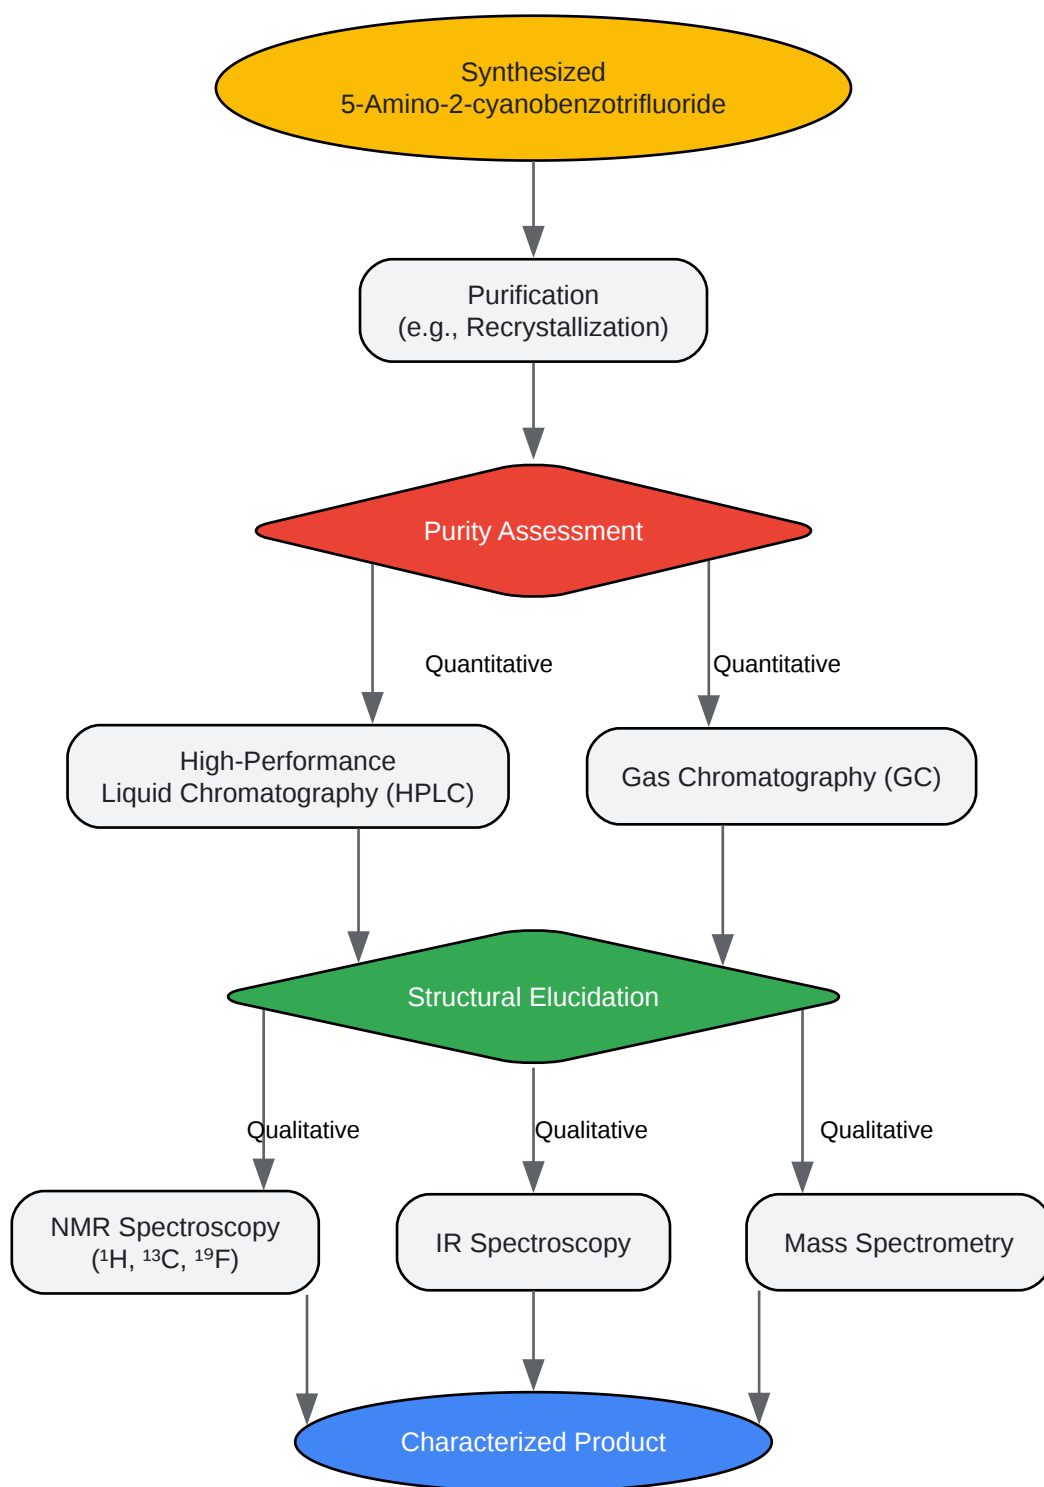 Synthesized
5-Amino-2-cyanobenzotrifluoride
Purification
(e.g., Recrystallization)
Purity Assessment
Quantitative
Quantitative
High-Performance
Liquid Chromatography (HPLC)
Gas Chromatography (GC)
Structural Elucidation
Qualitative
Qualitative
Qualitative
NMR Spectroscopy
(¹H, ¹³C, ¹⁹F)
IR Spectroscopy
Mass Spectrometry
Characterized Product